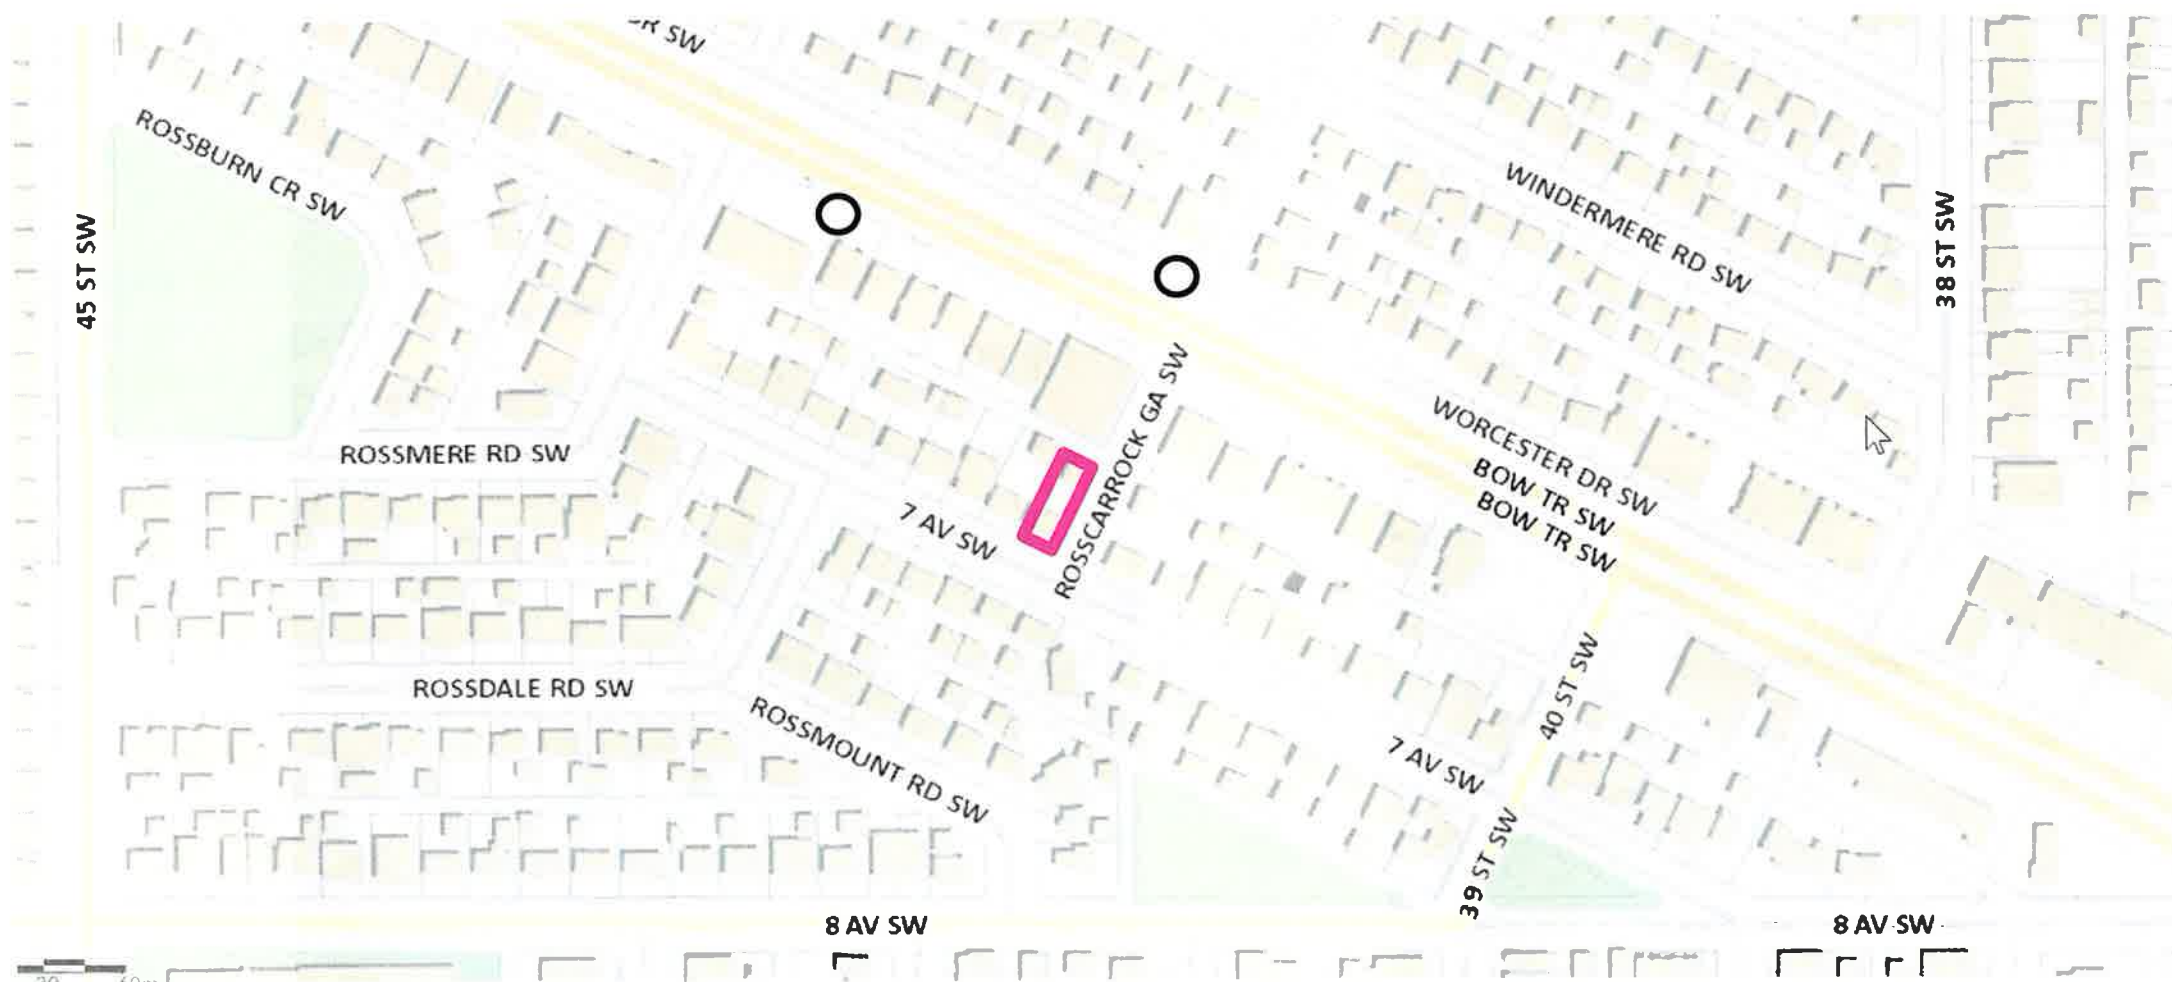 CR SW
ROSSBURN CR SW
45 ST SW
WINDERMERE RD SW
38 ST SW
ROSSCARROCK GA SW
WORCESTER DR SW
BOW TR SW
BOW TR SW
ROSSMERE RD SW
7 AV SW
ROSSDALE RD SW
ROSSMOUNT RD SW
40 ST SW
7 AV SW
39 ST SW
8 AV SW
8 AV SW